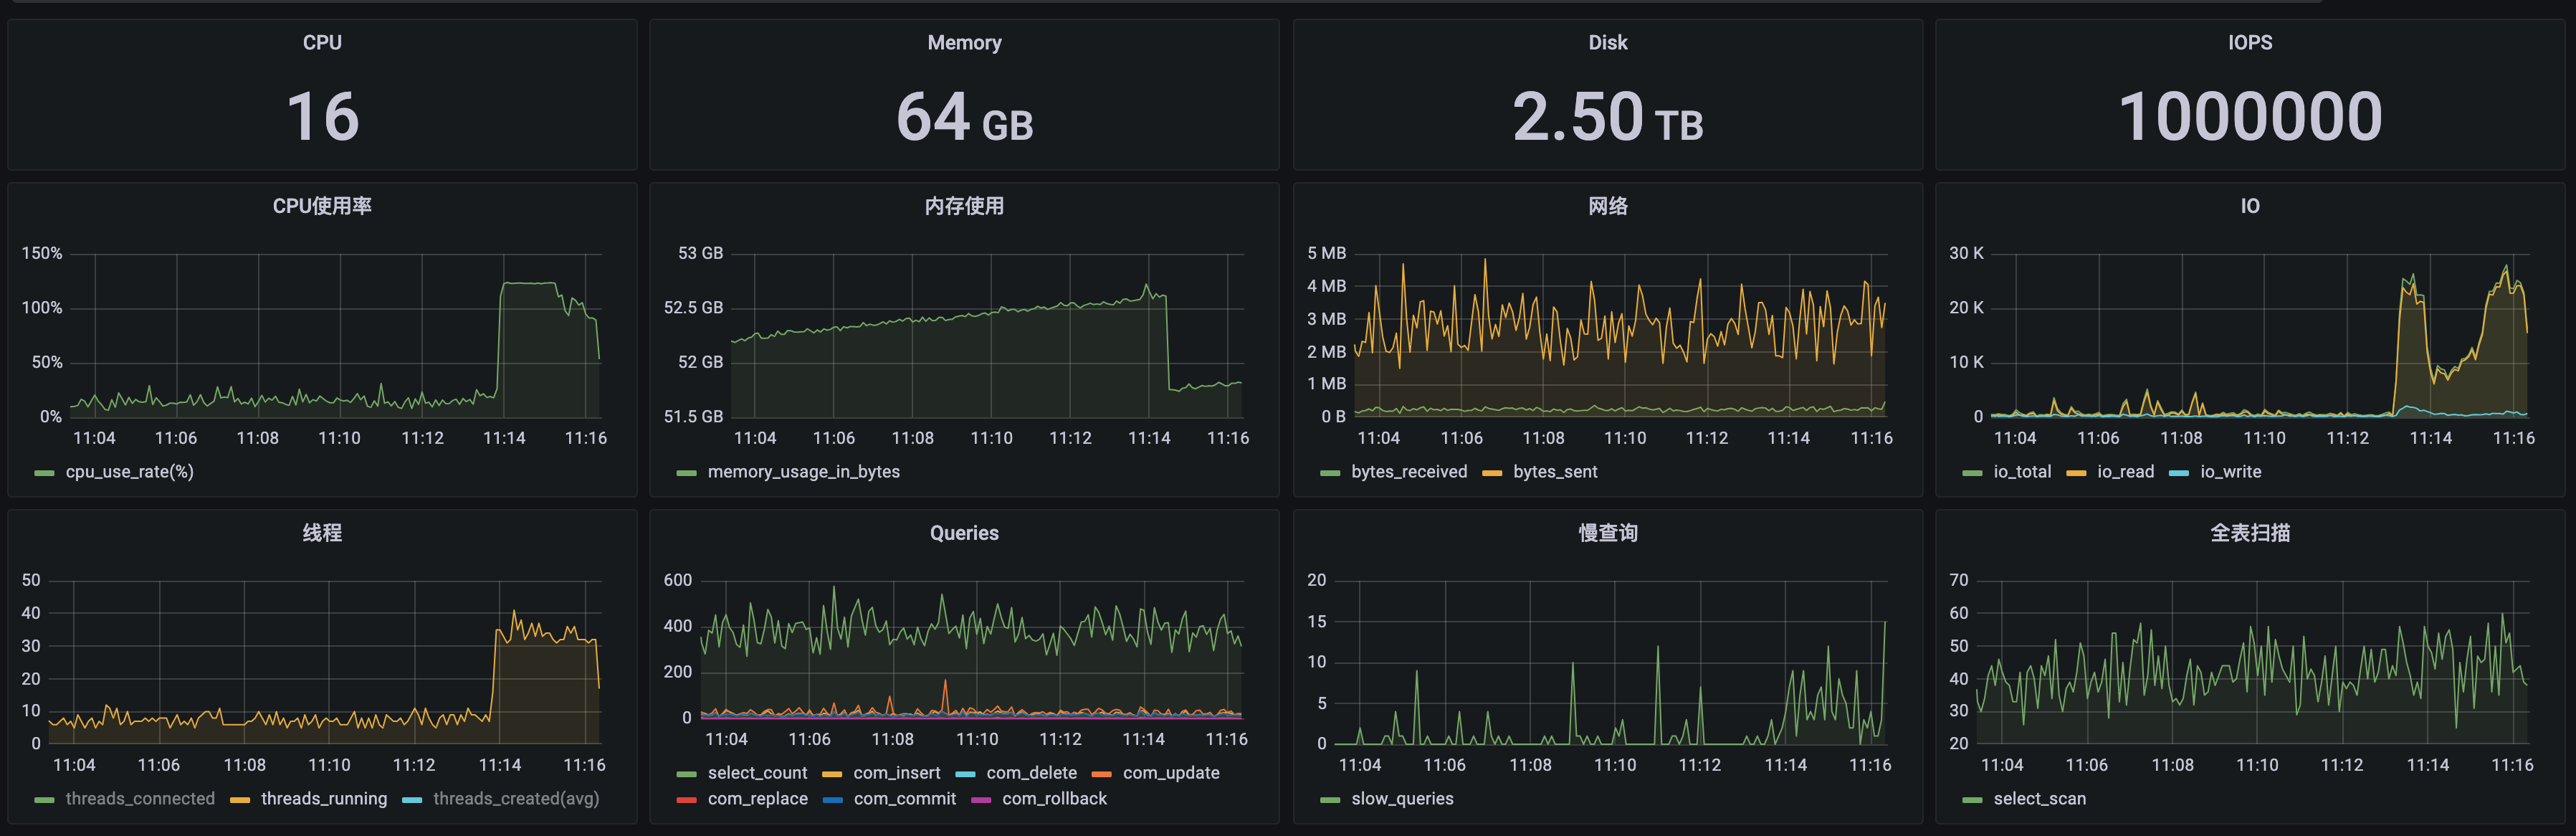 CPU
16
Memory
64 GB
Disk
2.50 TB
IOPS
1000000
CPU使用率
150%
100%
50%
0%
11:04 11:06 11:08 11:10 11:12 11:14 11:16
cpu_use_rate(%)
内存使用
53 GB
52.5 GB
52 GB
51.5 GB
11:04 11:06 11:08 11:10 11:12 11:14 11:16
memory_usage_in_bytes
网络
5 MB
4 MB
3 MB
2 MB
1 MB
0 B
11:04 11:06 11:08 11:10 11:12 11:14 11:16
bytes_received bytes_sent
IO
30 K
20 K
10 K
0
11:04 11:06 11:08 11:10 11:12 11:14 11:16
io_total io_read io_write
线程
50
40
30
20
10
0
11:04 11:06 11:08 11:10 11:12 11:14 11:16
threads_connected threads_running threads_created(avg)
Queries
600
400
200
0
11:04 11:06 11:08 11:10 11:12 11:14 11:16
select_count com_insert com_delete com_update
com_replace com_commit com_rollback
慢查询
20
15
10
5
0
11:04 11:06 11:08 11:10 11:12 11:14 11:16
slow_queries
全表扫描
70
60
50
40
30
20
11:04 11:06 11:08 11:10 11:12 11:14 11:16
select_scan